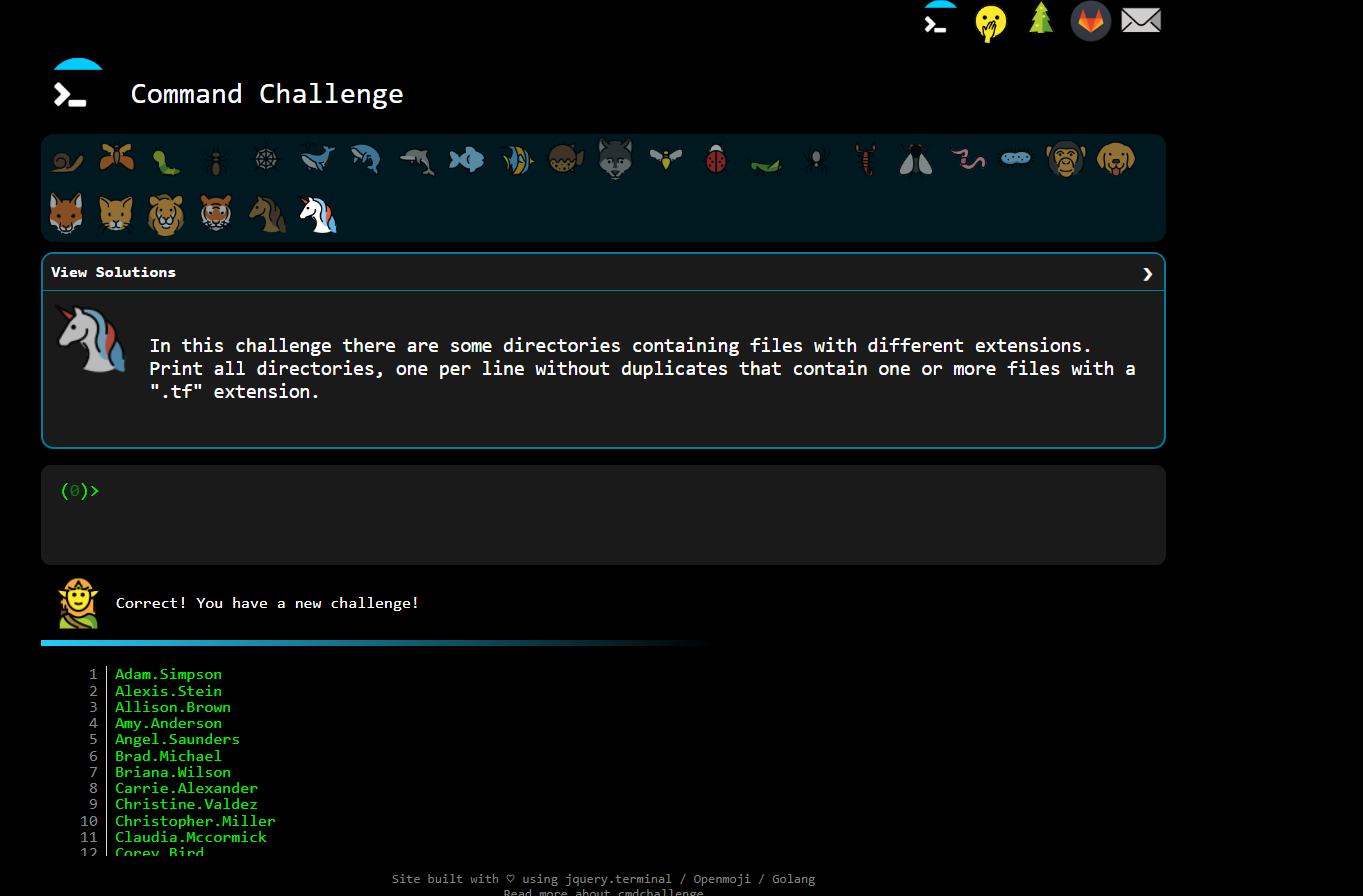 Command Challenge
View Solutions
In this challenge there are some directories containing files with different extensions.
Print all directories, one per line without duplicates that contain one or more files with a
".tf" extension.
(0)>
Correct! You have a new challenge!
1 Adam.Simpson
2 Alexis.Stein
3 Allison.Brown
4 Amy.Anderson
5 Angel.Saunders
6 Brad.Michael
7 Briana.Wilson
8 Carrie.Alexander
9 Christine.Valdez
10 Christopher.Miller
11 Claudia.Mccormick
12 Corey.Bird
Site built with ♡ using jquery.terminal / Openmoji / Golang
Read more about cmdchallenge